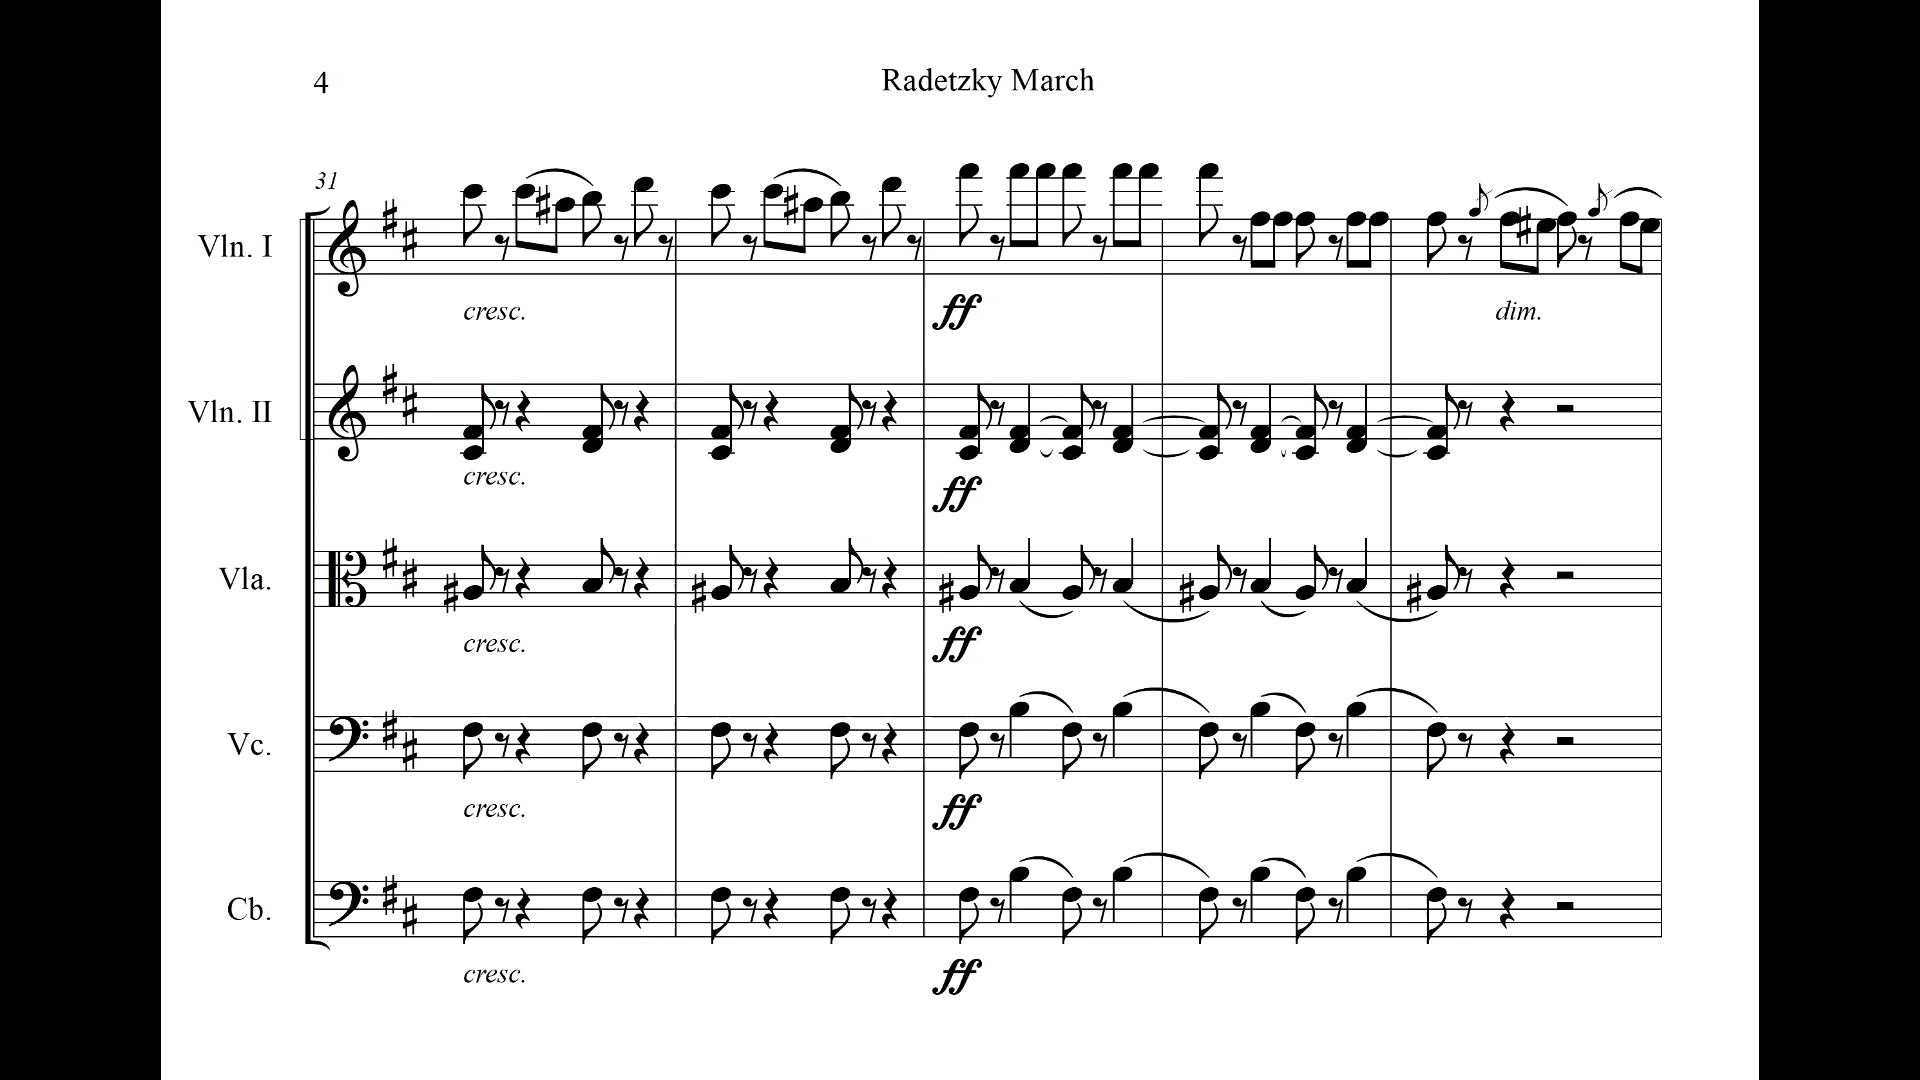 4 Radetzky March
31
Vln. I
cresc. ff dim.
Vln. II
cresc. ff
Vla.
cresc. ff
Vc.
cresc. ff
Cb.
cresc. ff